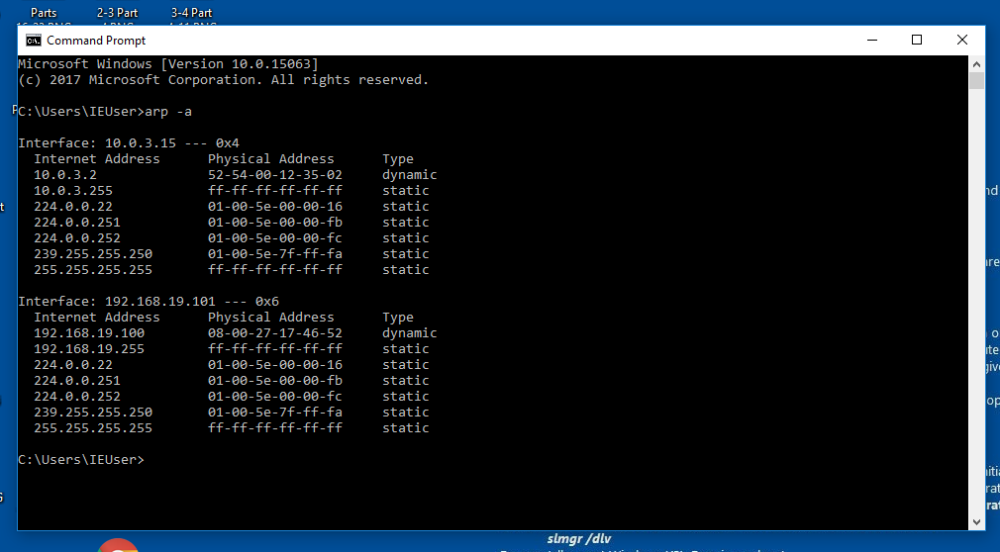 Parts 2-3 Part 3-4 Part
Command Prompt
Microsoft Windows [Version 10.0.15063]
(c) 2017 Microsoft Corporation. All rights reserved.
C:\Users\IEUser>arp -a
Interface: 10.0.3.15 --- 0x4
Internet Address Physical Address Type
10.0.3.2 52-54-00-12-35-02 dynamic
10.0.3.255 ff-ff-ff-ff-ff-ff static
224.0.0.22 01-00-5e-00-00-16 static
224.0.0.251 01-00-5e-00-00-fb static
224.0.0.252 01-00-5e-00-00-fc static
239.255.255.250 01-00-5e-7f-ff-fa static
255.255.255.255 ff-ff-ff-ff-ff-ff static
Interface: 192.168.19.101 --- 0x6
Internet Address Physical Address Type
192.168.19.100 08-00-27-17-46-52 dynamic
192.168.19.255 ff-ff-ff-ff-ff-ff static
224.0.0.22 01-00-5e-00-00-16 static
224.0.0.251 01-00-5e-00-00-fb static
224.0.0.252 01-00-5e-00-00-fc static
239.255.255.250 01-00-5e-7f-ff-fa static
255.255.255.255 ff-ff-ff-ff-ff-ff static
C:\Users\IEUser>
slmgr /dlv